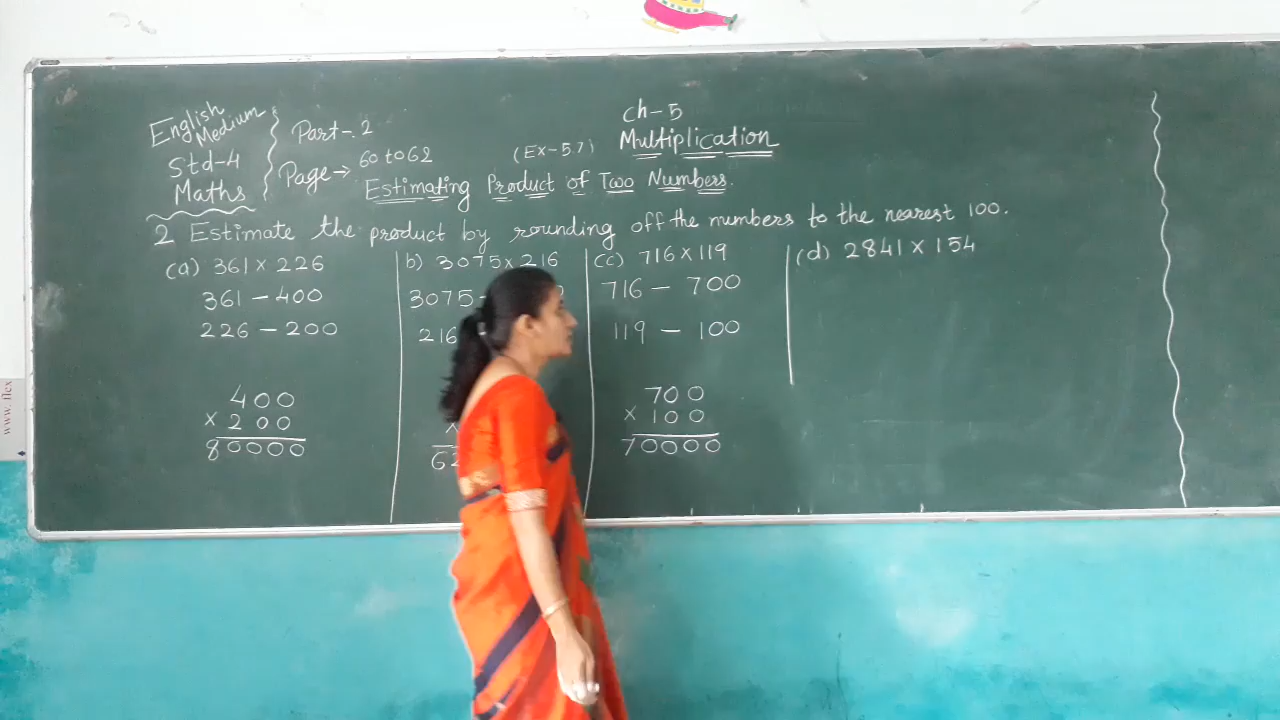 English
Medium
Std-4
Maths
Part-2
Page→ 60 to 62
(Ex-5.7)
Ch-5
Multiplication
Estimating Product of Two Numbers.
2 Estimate the product by rounding off the numbers to the nearest 100.
(a) 361 x 226
361 - 400
226 - 200
400
x 200
80000
b) 3075 x 216
3075
216
x
(c) 716 x 119
716 - 700
119 - 100
700
x 100
70000
(d) 2841 x 154
www.flex